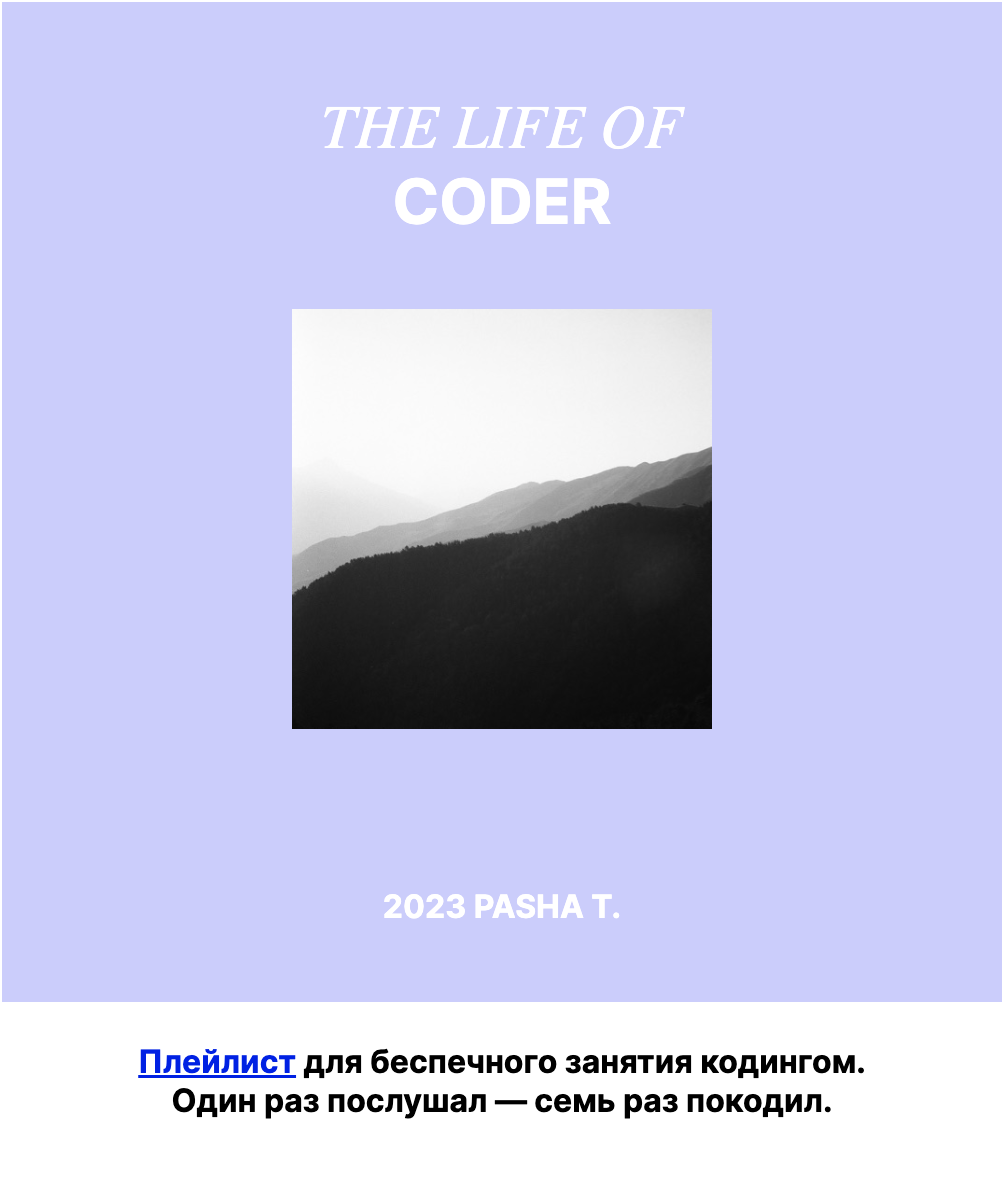 THE LIFE OF
CODER
2023 PASHA T.
Плейлист для беспечного занятия кодингом.
Один раз послушал — семь раз покодил.